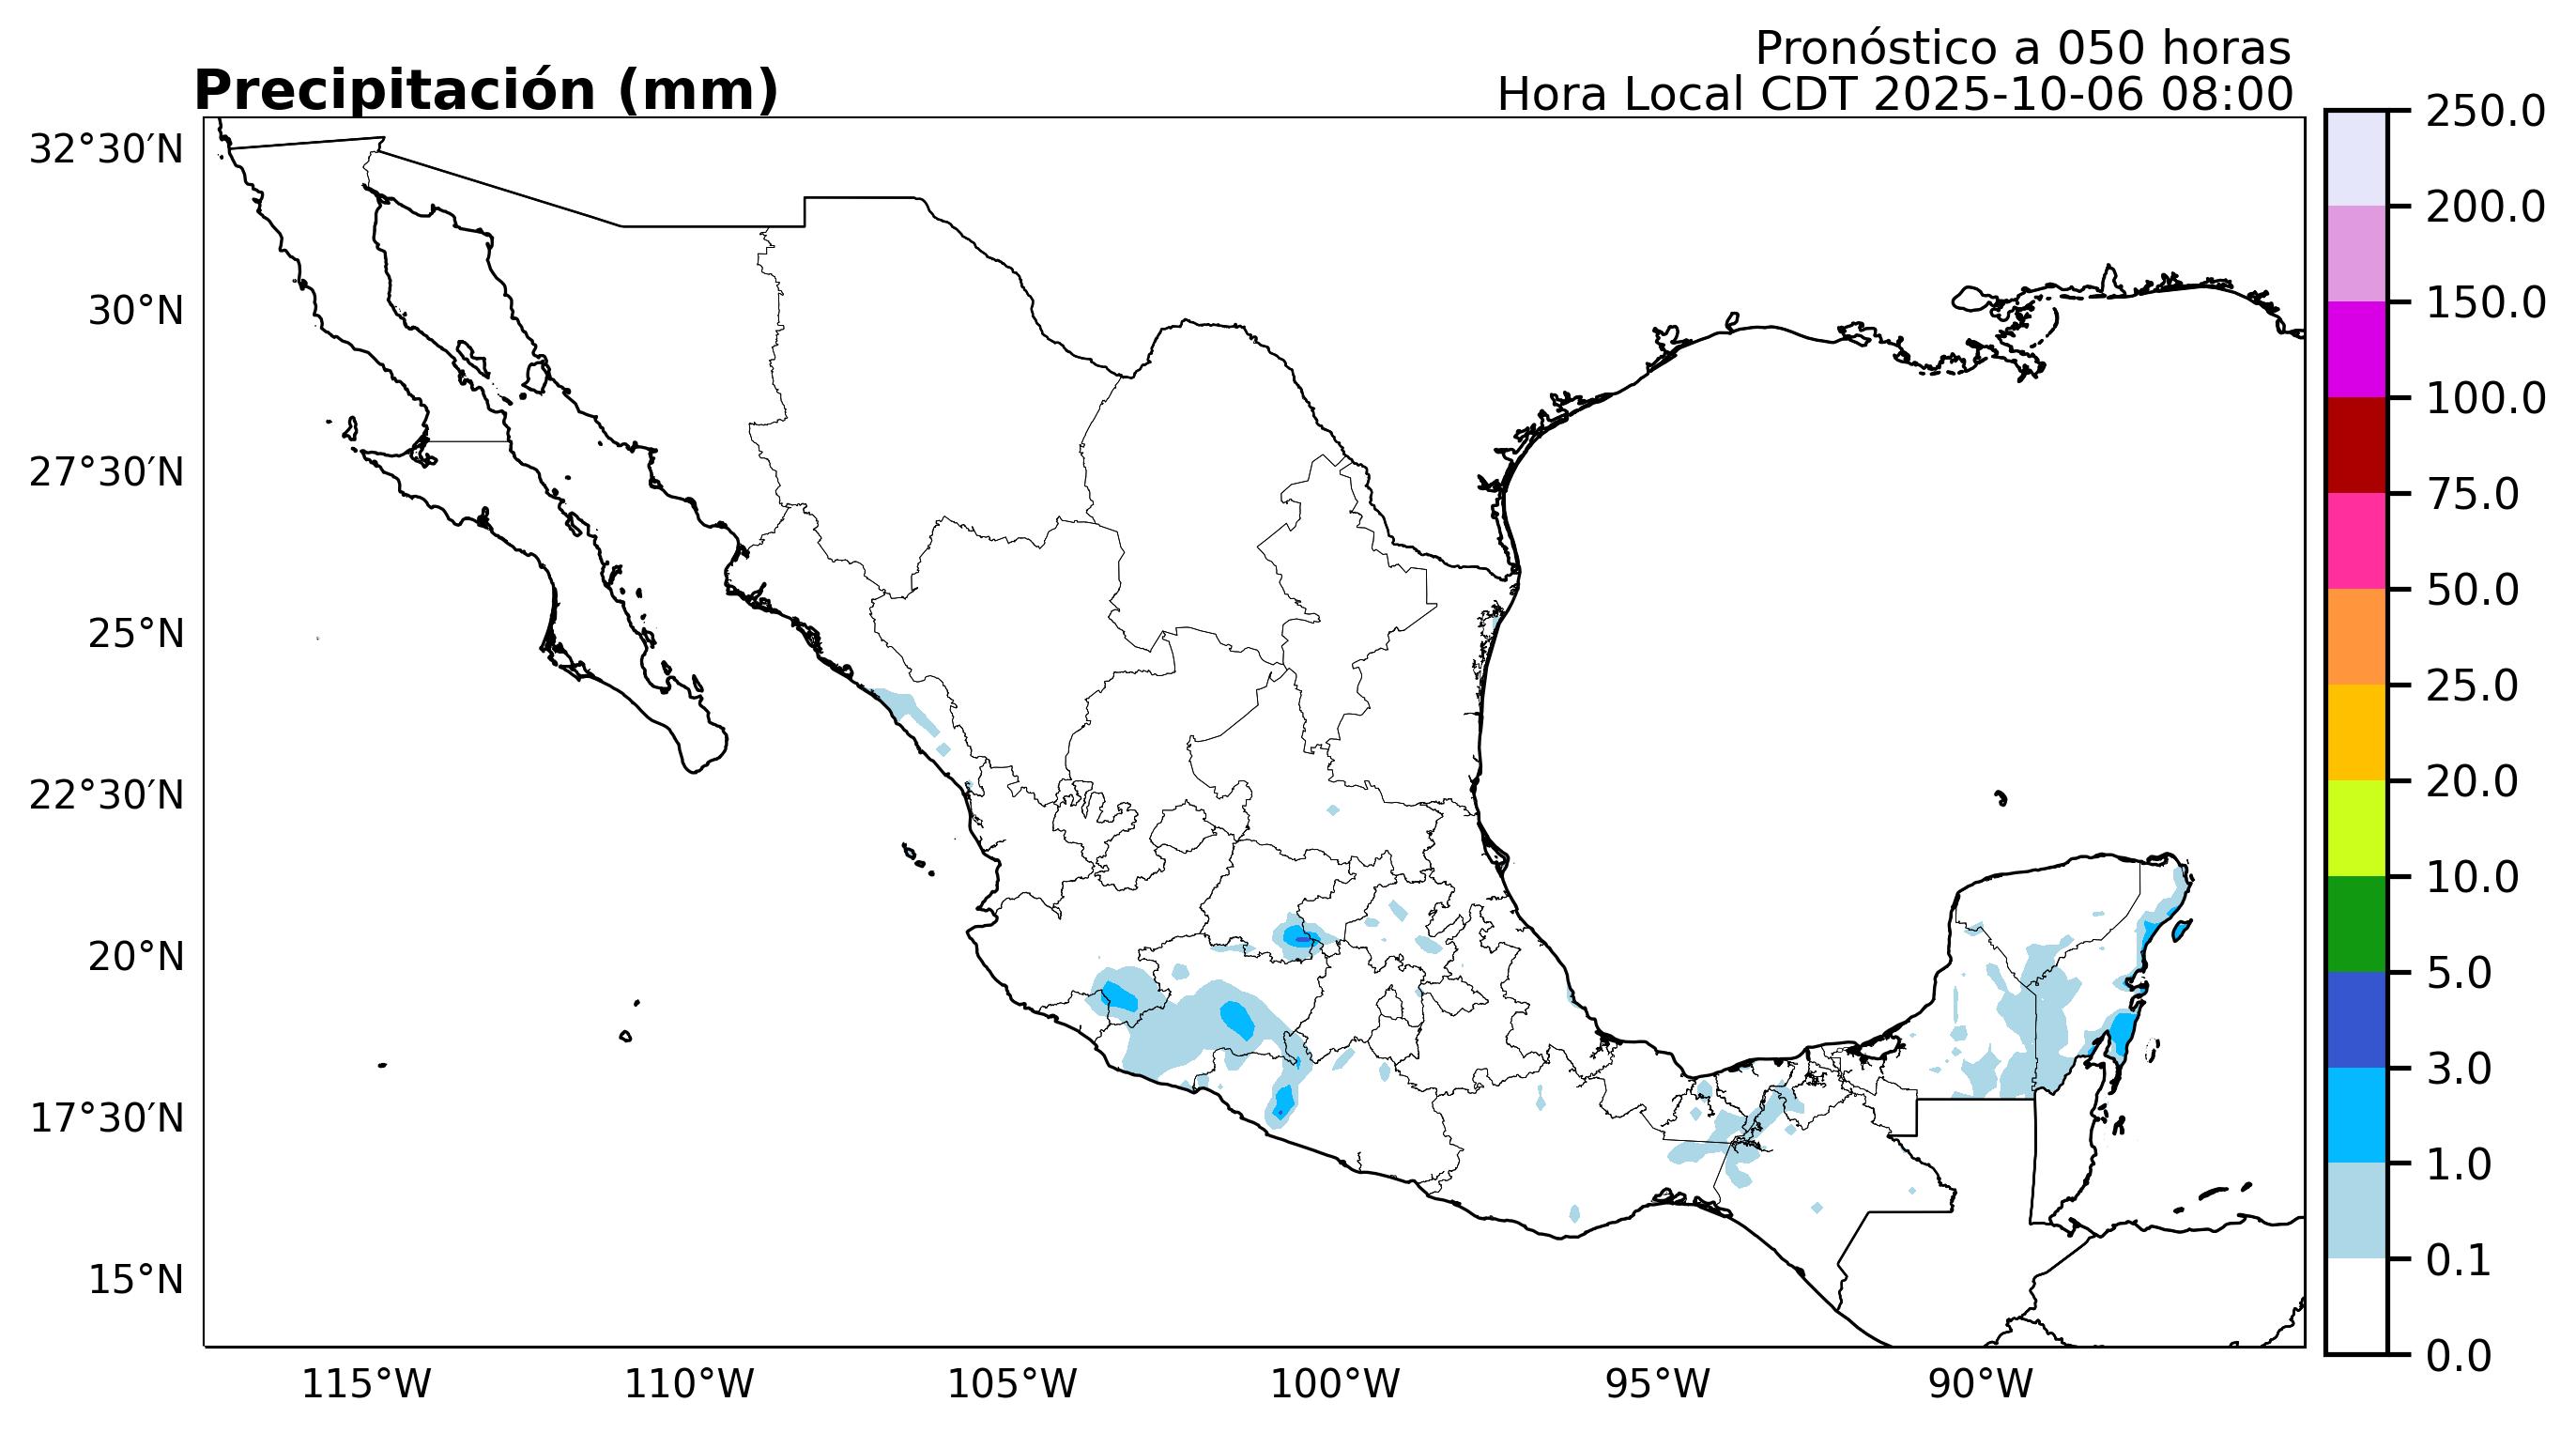 Pronóstico a 050 horas
Precipitación (mm)
Hora Local CDT 2025-10-06 08:00
32°30′N
30°N
27°30′N
25°N
22°30′N
20°N
17°30′N
15°N
115°W
110°W
105°W
100°W
95°W
90°W
250.0
200.0
150.0
100.0
75.0
50.0
25.0
20.0
10.0
5.0
3.0
1.0
0.1
0.0